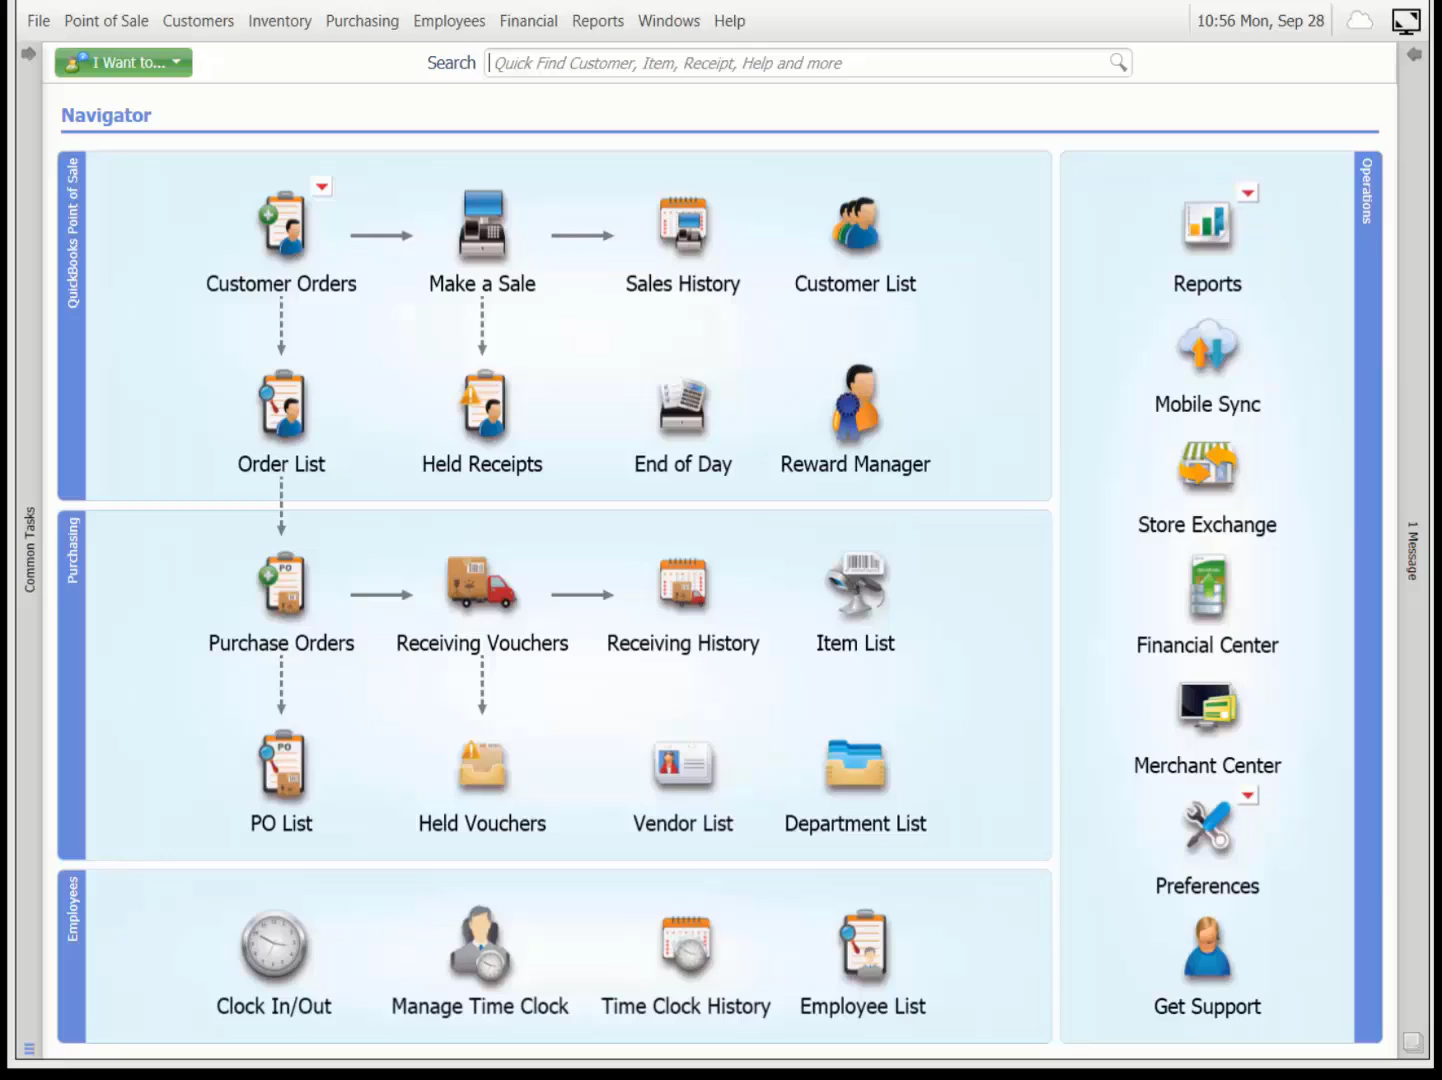 File Point of Sale Customers Inventory Purchasing Employees Financial Reports Windows Help
10:56 Mon, Sep 28
I Want to...
Search Quick Find Customer, Item, Receipt, Help and more
Navigator
QuickBooks Point of Sale
Customer Orders Make a Sale Sales History Customer List
Order List Held Receipts End of Day Reward Manager
Purchasing
PO
Purchase Orders Receiving Vouchers Receiving History Item List
PO
PO List Held Vouchers Vendor List Department List
Employees
Clock In/Out Manage Time Clock Time Clock History Employee List
Operations
Reports
Mobile Sync
Store Exchange
Financial Center
Merchant Center
Preferences
Get Support
Common Tasks
1 Message